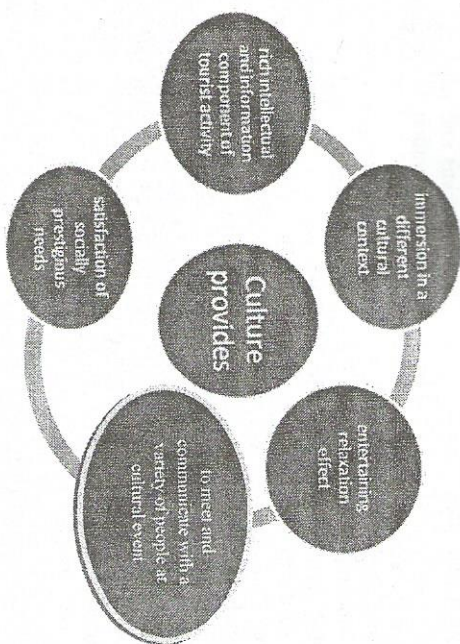 Culture
provides
rich intellectual
and information
component of
tourist activity
immersion in a
different
cultural
context
entertaining
relaxation
effect
to meet and
communicate with a
variety of people at
cultural event
satisfaction of
socially
prestigious
needs